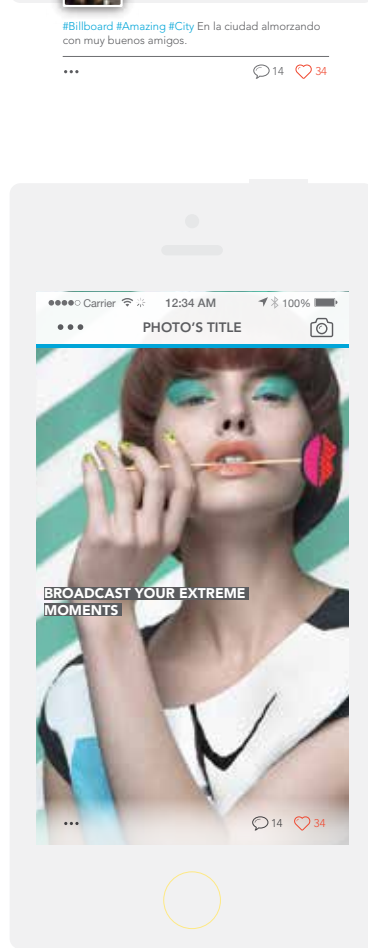 #Billboard #Amazing #City En la ciudad almorzando
con muy buenos amigos.
••• 14 34
Carrier 12:34 AM 100%
••• PHOTO'S TITLE
BROADCAST YOUR EXTREME
MOMENTS
••• 14 34